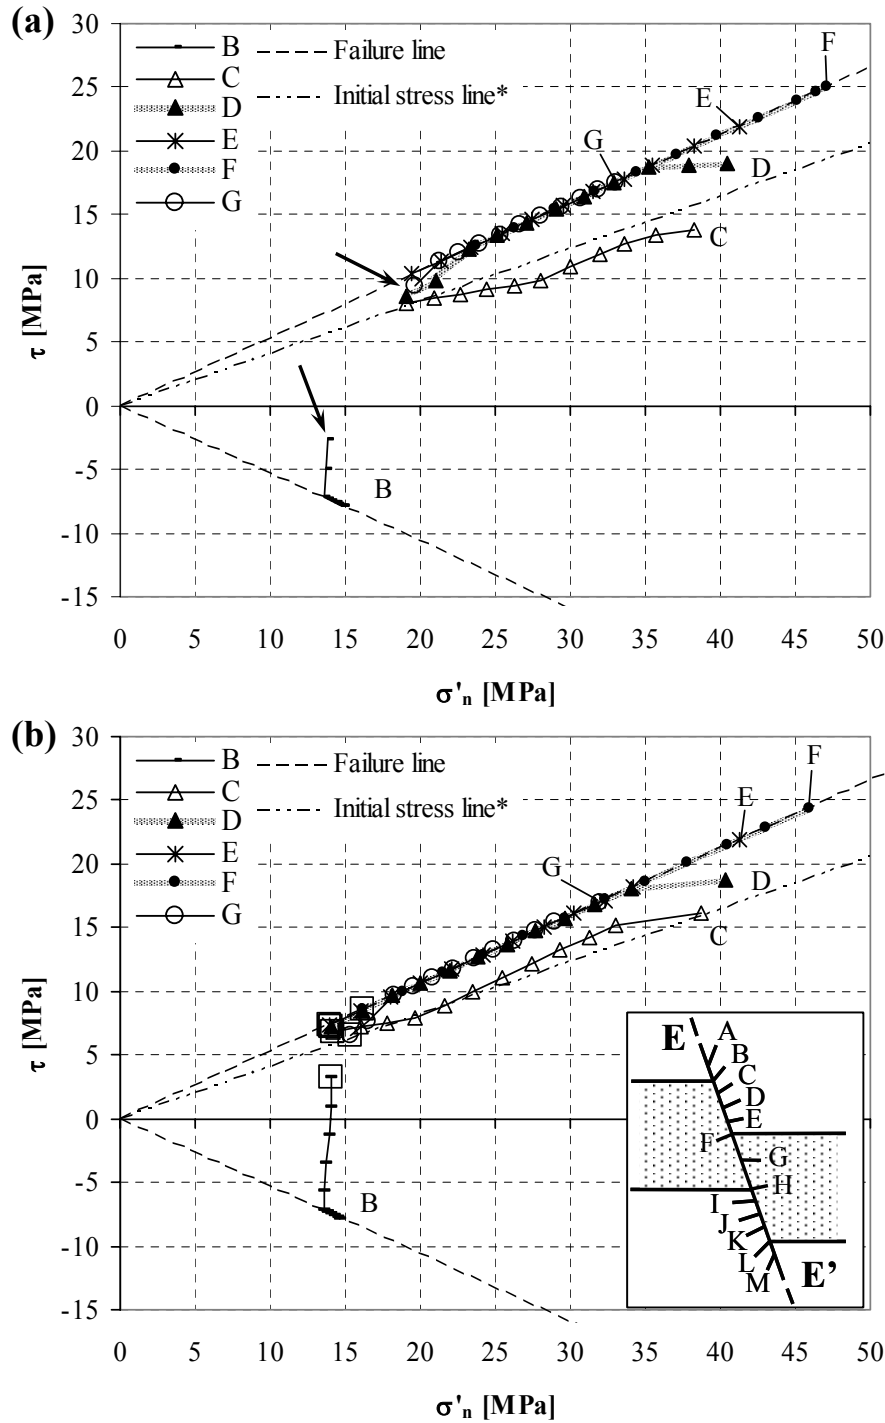 (a)
B
C
D
E
F
G
Failure line
Initial stress line*
F
E
G
D
C
B
30
25
20
15
10
5
0
-5
-10
-15
τ [MPa]
0 5 10 15 20 25 30 35 40 45 50
σ'n [MPa]
(b)
B
C
D
E
F
G
Failure line
Initial stress line*
F
E
G
D
C
B
30
25
20
15
10
5
0
-5
-10
-15
τ [MPa]
E
A
B
C
D
E
F
G
H
I
J
K
L
M
E’
0 5 10 15 20 25 30 35 40 45 50
σ'n [MPa]